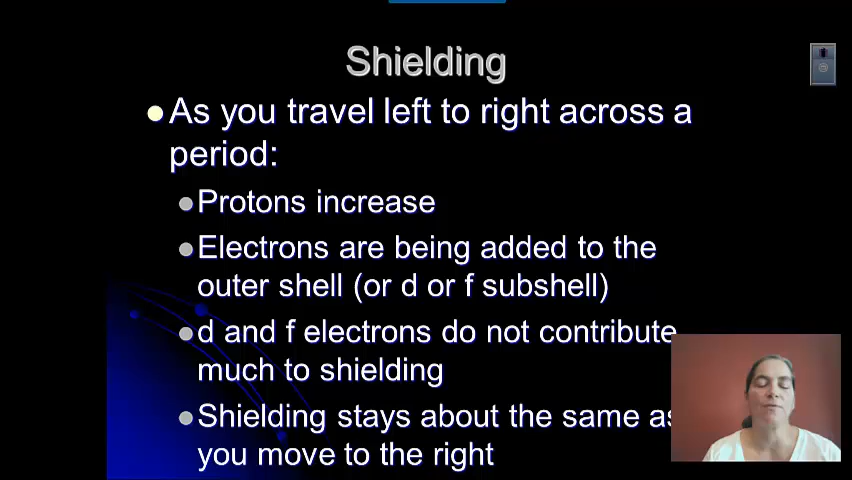 Shielding
As you travel left to right across a
period:
Protons increase
Electrons are being added to the
outer shell (or d or f subshell)
d and f electrons do not contribute
much to shielding
Shielding stays about the same as
you move to the right